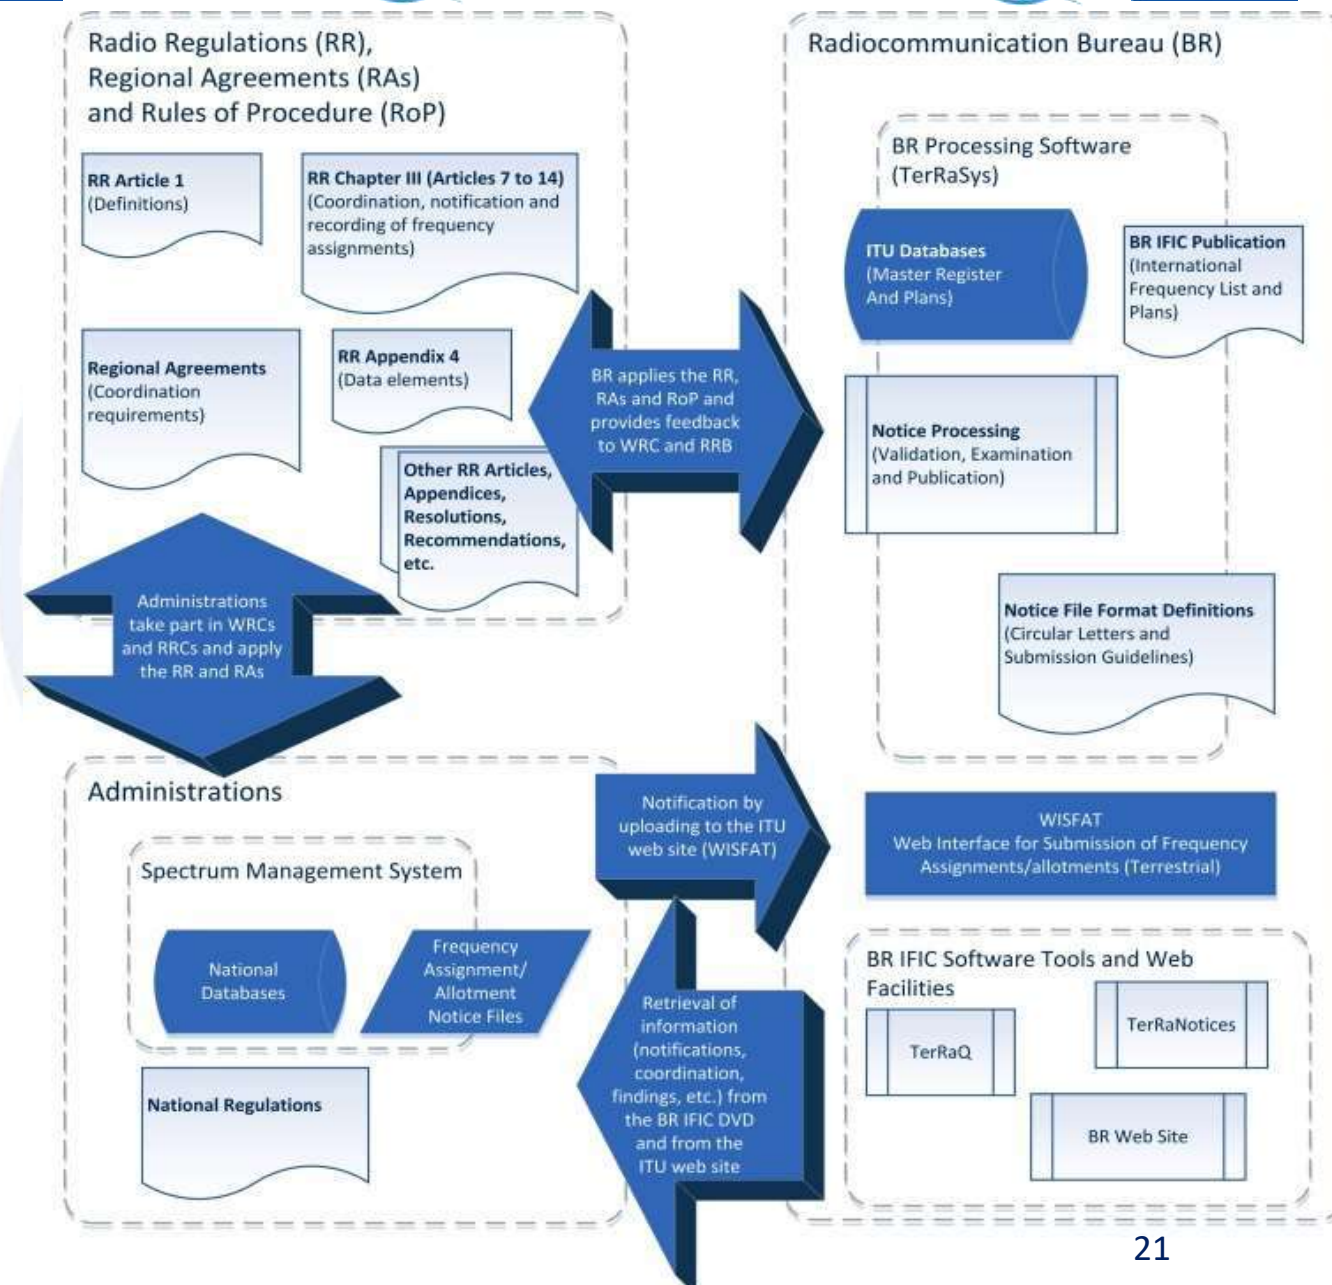 Radio Regulations (RR),
Regional Agreements (RAs)
and Rules of Procedure (RoP)
RR Article 1
(Definitions)
RR Chapter III (Articles 7 to 14)
(Coordination, notification and
recording of frequency
assignments)
Regional Agreements
(Coordination
requirements)
RR Appendix 4
(Data elements)
Other RR Articles,
Appendices,
Resolutions,
Recommendations,
etc.
BR applies the RR,
RAs and RoP and
provides feedback
to WRC and RRB
Radiocommunication Bureau (BR)
BR Processing Software
(TerRaSys)
ITU Databases
(Master Register
And Plans)
BR IFIC Publication
(International
Frequency List and
Plans)
Notice Processing
(Validation, Examination
and Publication)
Notice File Format Definitions
(Circular Letters and
Submission Guidelines)
Administrations
take part in WRCs
and RRCs and apply
the RR and RAs
Administrations
Spectrum Management System
National
Databases
Frequency
Assignment/
Allotment
Notice Files
National Regulations
Notification by
uploading to the ITU
web site (WISFAT)
Retrieval of
information
(notifications,
coordination,
findings, etc.) from
the BR IFIC DVD
and from the
ITU web site
WISFAT
Web Interface for Submission of Frequency
Assignments/allotments (Terrestrial)
BR IFIC Software Tools and Web
Facilities
TerRaQ
TerRaNotices
BR Web Site
21